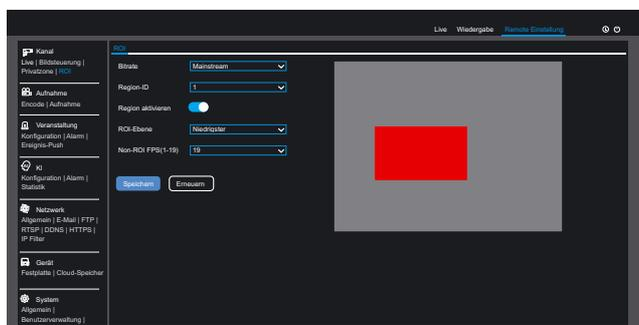 Live Wiedergabe Remote Einstellung
Kanal
Live | Bildsteuerung |
Privatzone | ROI
Aufnahme
Encode | Aufnahme
Veranstaltung
Konfiguration | Alarm |
Ereignis-Push
KI
Konfiguration | Alarm |
Statistik
Netzwerk
Allgemein | E-Mail | FTP |
RTSP | DDNS | HTTPS |
IP Filter
Gerät
Festplatte | Cloud-Speicher
System
Allgemein |
Benutzerverwaltung |
ROI
Bitrate Mainstream
Region-ID 1
Region aktivieren
ROI-Ebene Niedrigster
Non-ROI FPS(1-19) 19
Speichern Erneuern